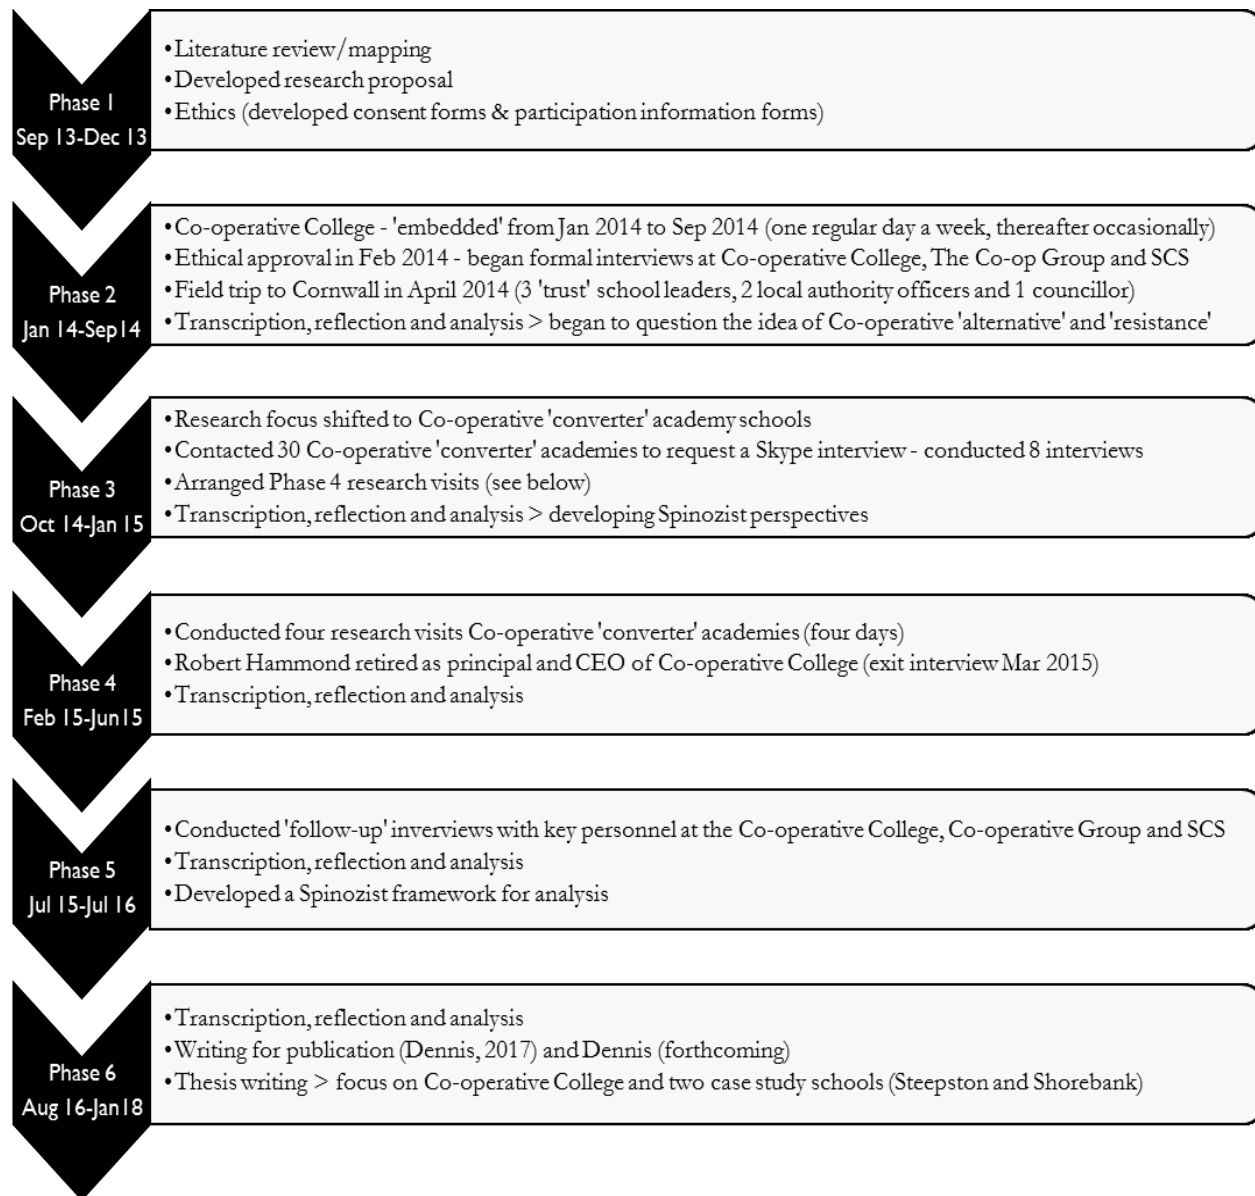 Phase 1
Sep 13-Dec 13
•Literature review/mapping
•Developed research proposal
•Ethics (developed consent forms & participation information forms)
Phase 2
Jan 14-Sep14
•Co-operative College - 'embedded' from Jan 2014 to Sep 2014 (one regular day a week, thereafter occasionally)
•Ethical approval in Feb 2014 - began formal interviews at Co-operative College, The Co-op Group and SCS
•Field trip to Cornwall in April 2014 (3 'trust' school leaders, 2 local authority officers and 1 councillor)
•Transcription, reflection and analysis > began to question the idea of Co-operative 'alternative' and 'resistance'
Phase 3
Oct 14-Jan 15
•Research focus shifted to Co-operative 'converter' academy schools
•Contacted 30 Co-operative 'converter' academies to request a Skype interview - conducted 8 interviews
•Arranged Phase 4 research visits (see below)
•Transcription, reflection and analysis > developing Spinozist perspectives
Phase 4
Feb 15-Jun15
•Conducted four research visits Co-operative 'converter' academies (four days)
•Robert Hammond retired as principal and CEO of Co-operative College (exit interview Mar 2015)
•Transcription, reflection and analysis
Phase 5
Jul 15-Jul 16
•Conducted 'follow-up' inverviews with key personnel at the Co-operative College, Co-operative Group and SCS
•Transcription, reflection and analysis
•Developed a Spinozist framework for analysis
Phase 6
Aug 16-Jan18
•Transcription, reflection and analysis
•Writing for publication (Dennis, 2017) and Dennis (forthcoming)
•Thesis writing > focus on Co-operative College and two case study schools (Steepston and Shorebank)